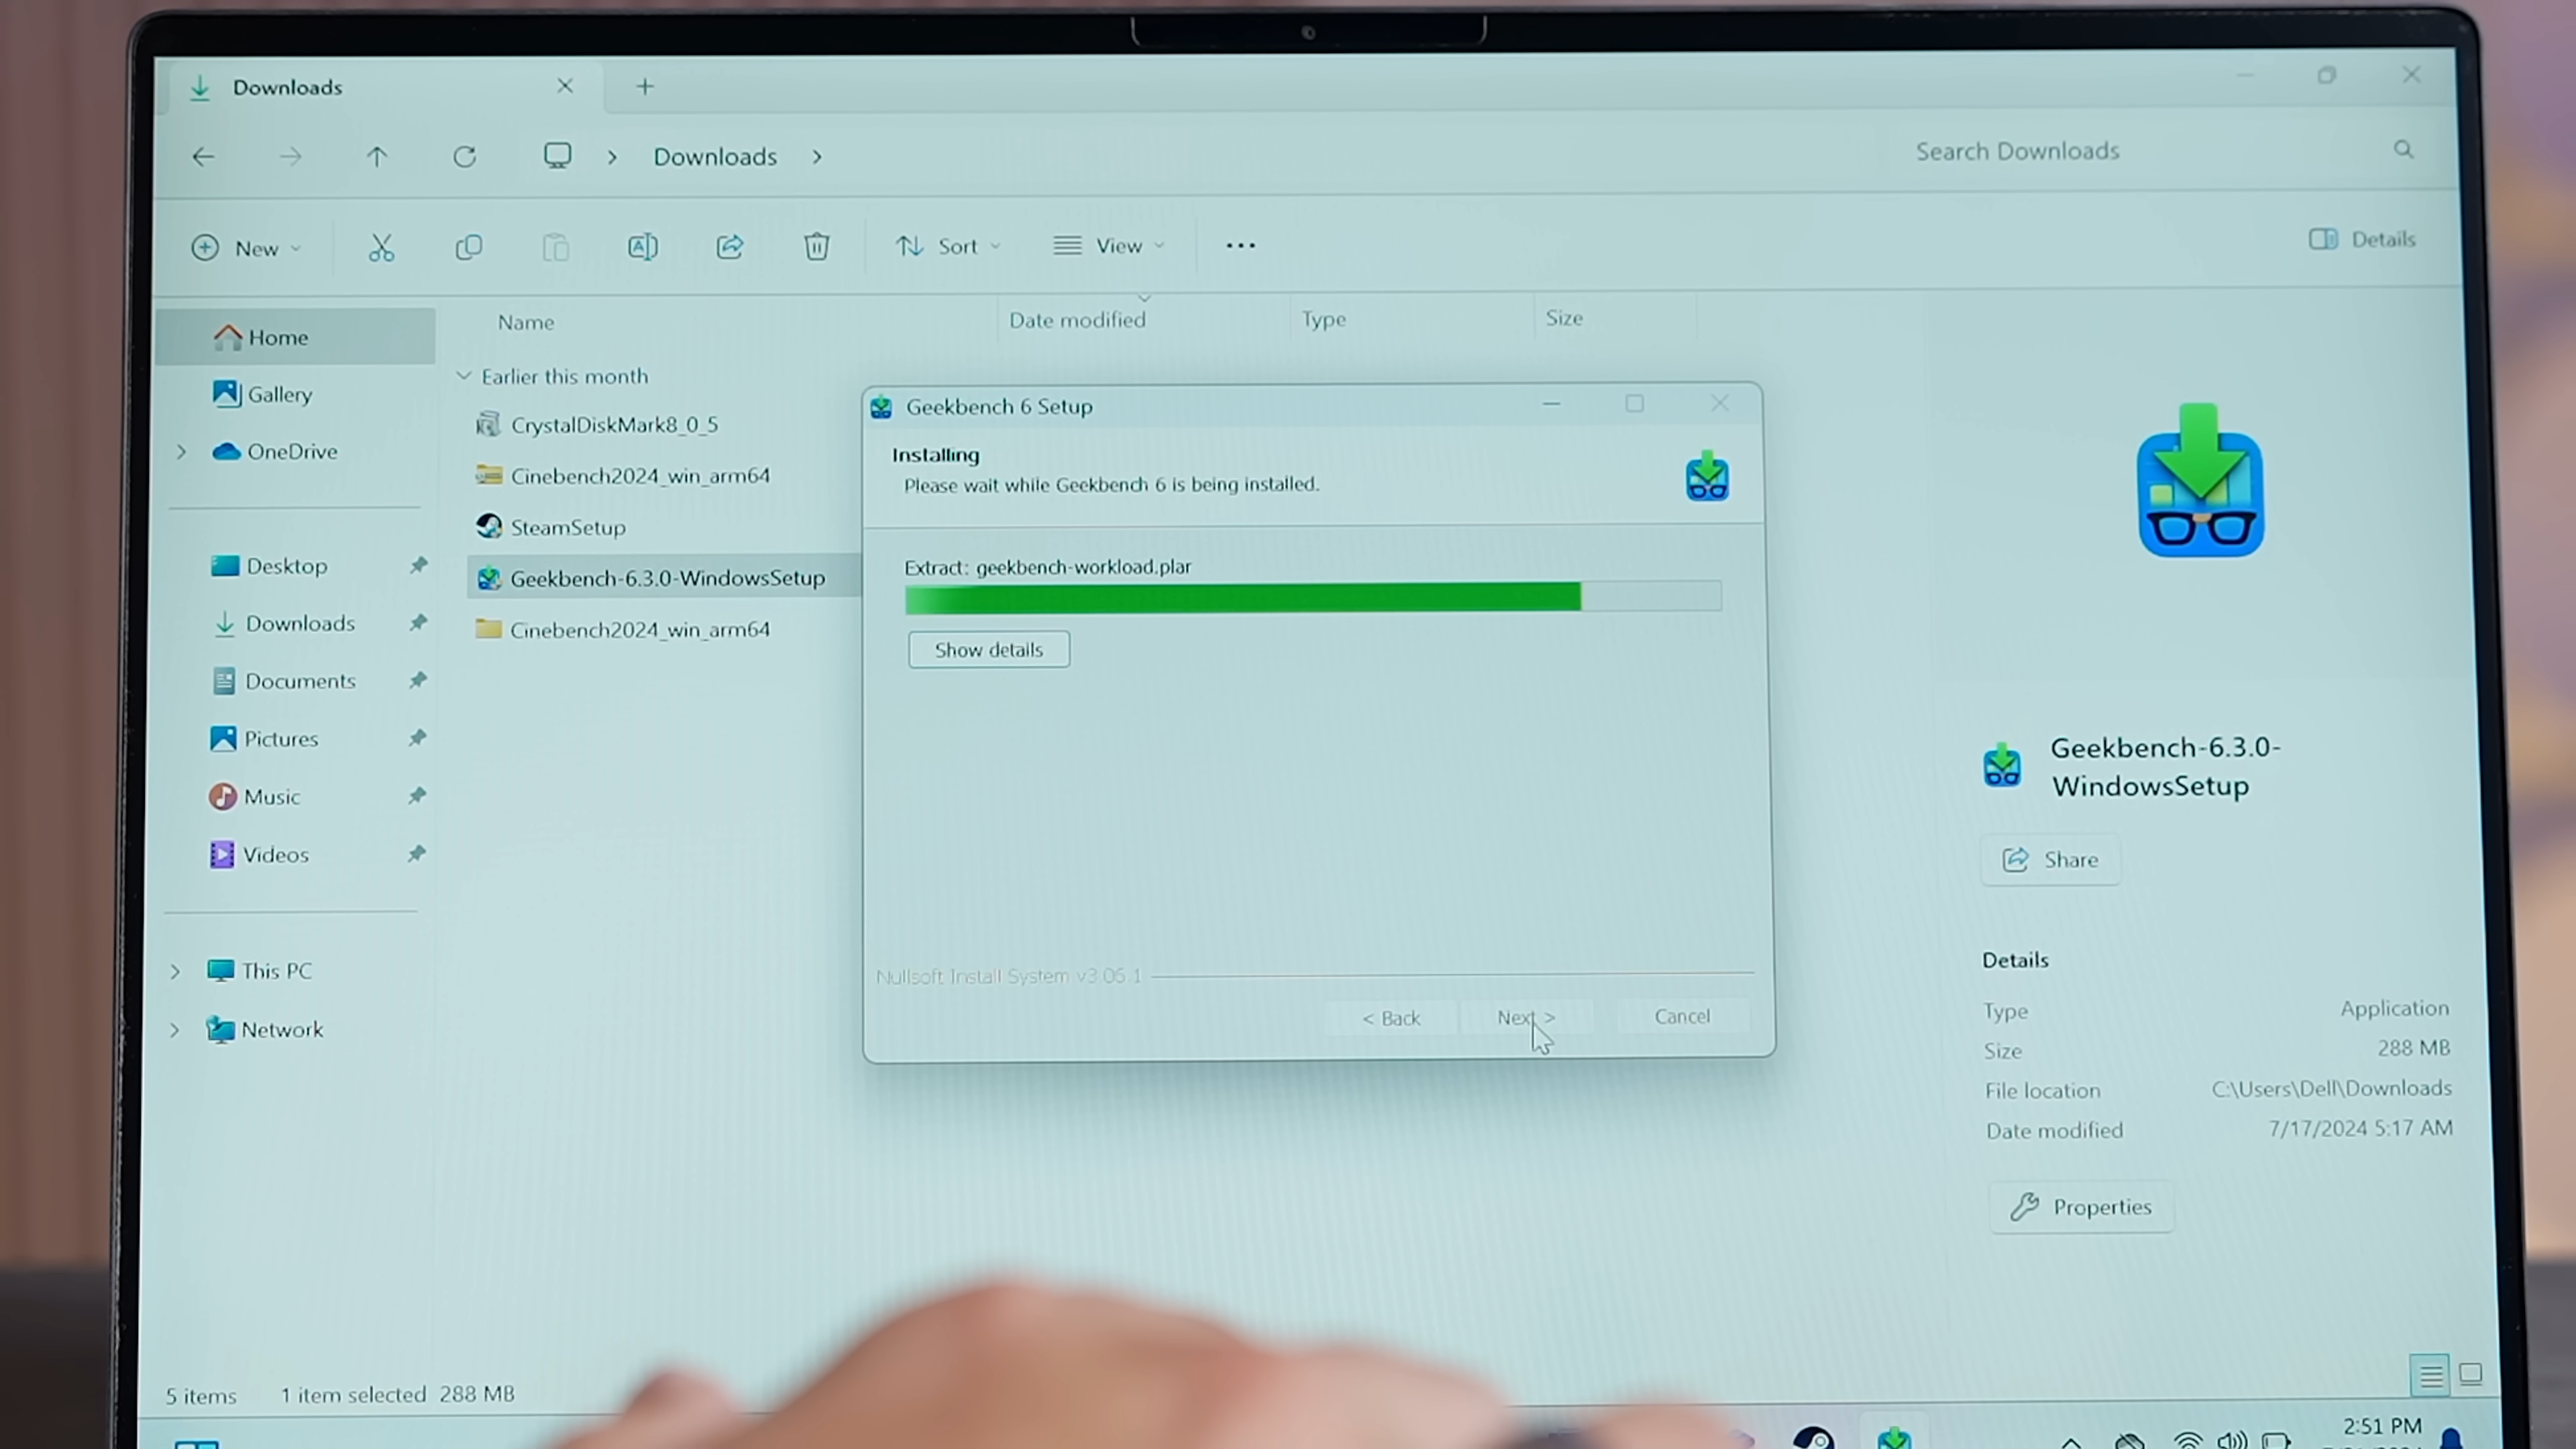 Downloads
Downloads
Search Downloads
New
Sort
View
Details
Name
Date modified
Type
Size
Home
Gallery
OneDrive
Desktop
Downloads
Documents
Pictures
Music
Videos
This PC
Network
Earlier this month
CrystalDiskMark8_0_5
Cinebench2024_win_arm64
SteamSetup
Geekbench-6.3.0-WindowsSetup
Cinebench2024_win_arm64
Geekbench 6 Setup
Installing
Please wait while Geekbench 6 is being installed.
Extract: geekbench-workload.plar
Show details
Nullsoft Install System v3.06.1
< Back
Next >
Cancel
Geekbench-6.3.0-
WindowsSetup
Share
Details
Type Application
Size 288 MB
File location C:\Users\Dell\Downloads
Date modified 7/17/2024 5:17 AM
Properties
5 items 1 item selected 288 MB
2:51 PM